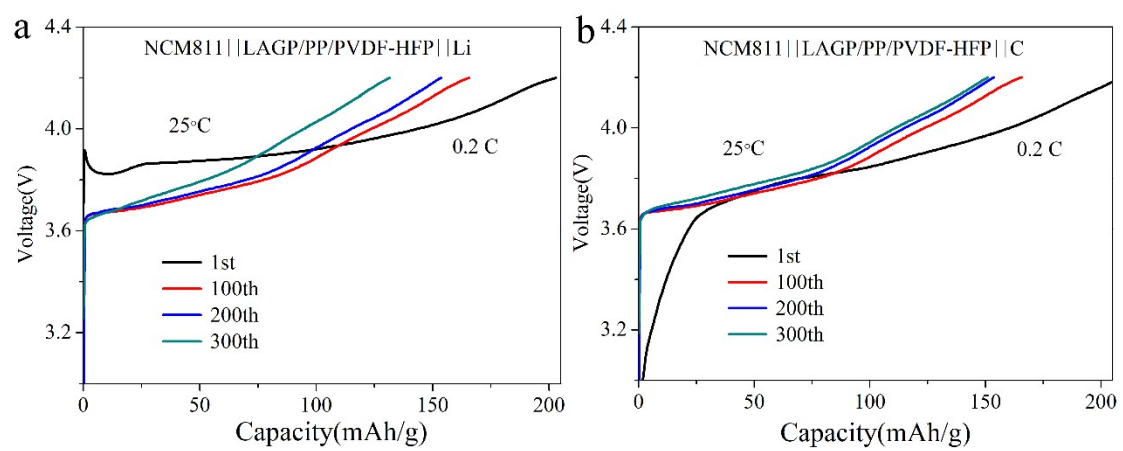 a
NCM811||LAGP/PP/PVDF-HFP||Li
4.4
4.0
3.6
3.2
Voltage(V)
25°C
0.2 C
1st
100th
200th
300th
0 50 100 150 200
Capacity(mAh/g)
b
NCM811||LAGP/PP/PVDF-HFP||C
4.4
4.0
3.6
3.2
Voltage(V)
25°C
0.2 C
1st
100th
200th
300th
0 50 100 150 200
Capacity(mAh/g)